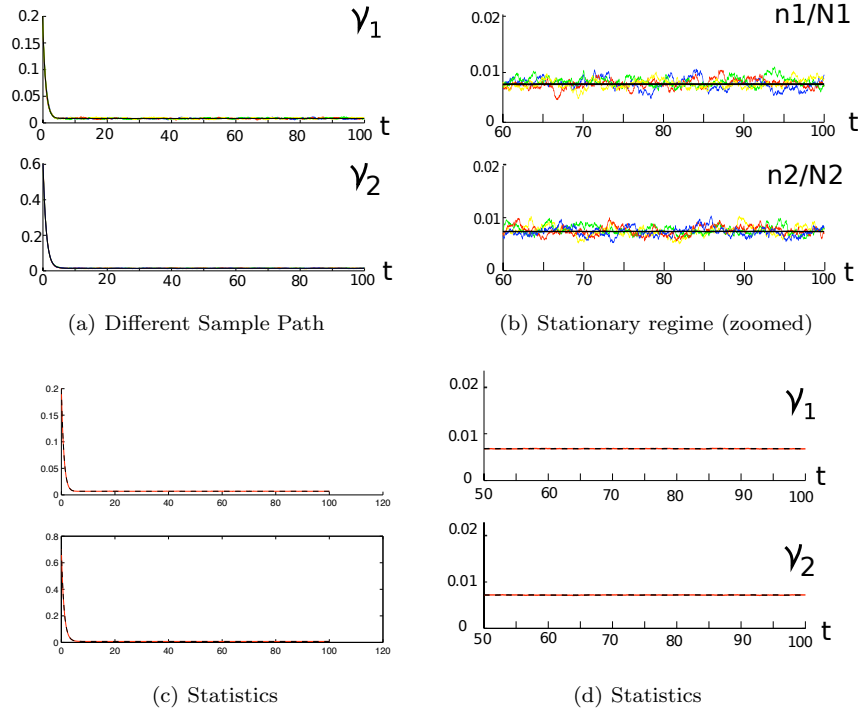 0.2
0.15
0.1
0.05
0
0 20 40 60 80 100
γ1
t
0.6
0.4
0.2
0
0 20 40 60 80 100
γ2
t
(a) Different Sample Path
0.02
0.01
0
60 70 80 90 100
n1/N1
t
0.02
0.01
0
60 70 80 90 100
n2/N2
t
(b) Stationary regime (zoomed)
0.2
0.15
0.1
0.05
0
0 20 40 60 80 100 120
0.8
0.6
0.4
0.2
0
0 20 40 60 80 100 120
(c) Statistics
0.02
0.01
0
50 60 70 80 90 100
γ1
t
0.02
0.01
0
50 60 70 80 90 100
γ2
t
(d) Statistics